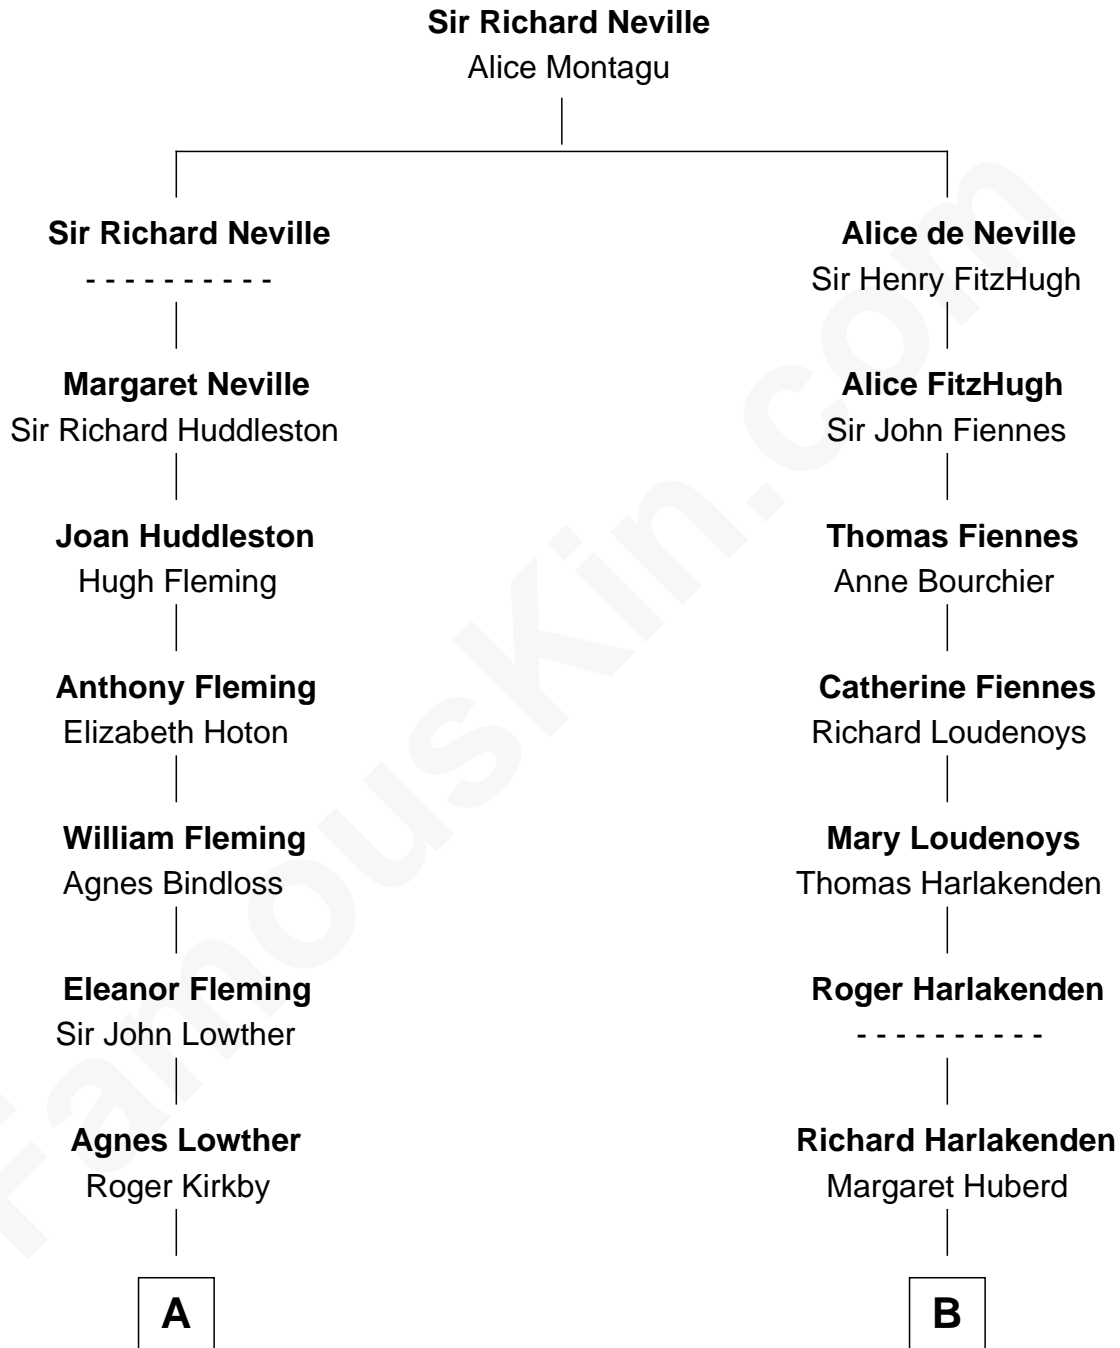 Sir Richard Neville
Alice Montagu
Sir Richard Neville
- - - - - - - - - -
Margaret Neville
Sir Richard Huddleston
Joan Huddleston
Hugh Fleming
Anthony Fleming
Elizabeth Hoton
William Fleming
Agnes Bindloss
Eleanor Fleming
Sir John Lowther
Agnes Lowther
Roger Kirkby
A
Alice de Neville
Sir Henry FitzHugh
Alice FitzHugh
Sir John Fiennes
Thomas Fiennes
Anne Bourchier
Catherine Fiennes
Richard Loudenoys
Mary Loudenoys
Thomas Harlakenden
Roger Harlakenden
- - - - - - - - - -
Richard Harlakenden
Margaret Huberd
B
FamousKin.com